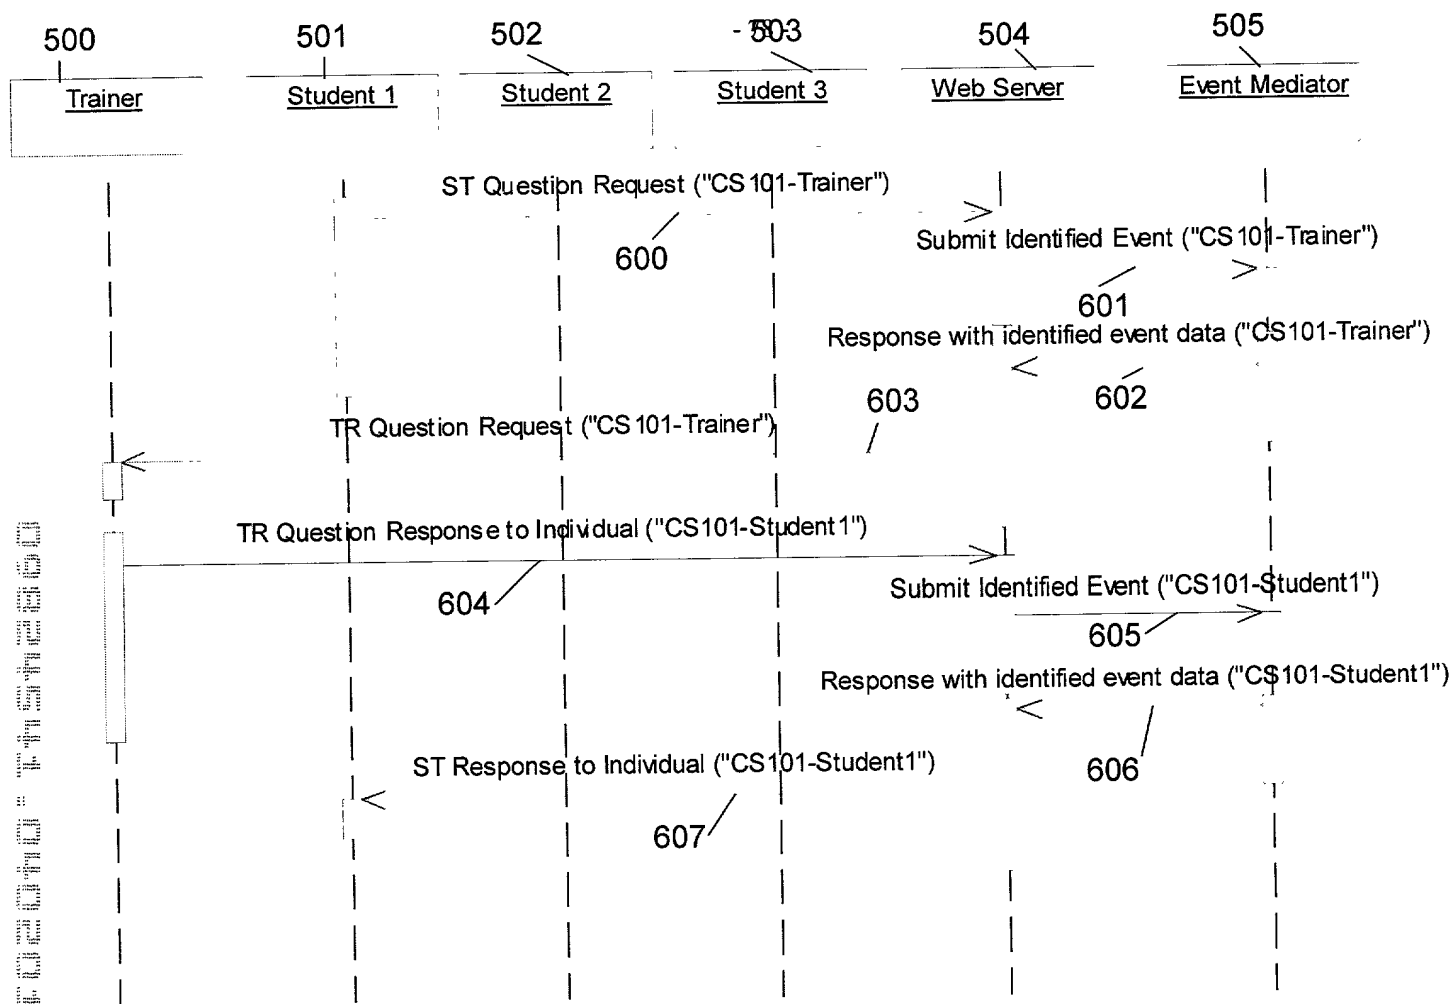 500
501
502
503
504
505
Trainer
Student 1
Student 2
Student 3
Web Server
Event Mediator
ST Question Request ("CS101-Trainer")
600
Submit Identified Event ("CS101-Trainer")
601
Response with identified event data ("CS101-Trainer")
602
603
TR Question Request ("CS101-Trainer")
TR Question Response to Individual ("CS101-Student1")
604
Submit Identified Event ("CS101-Student1")
605
Response with identified event data ("CS101-Student1")
606
ST Response to Individual ("CS101-Student1")
607